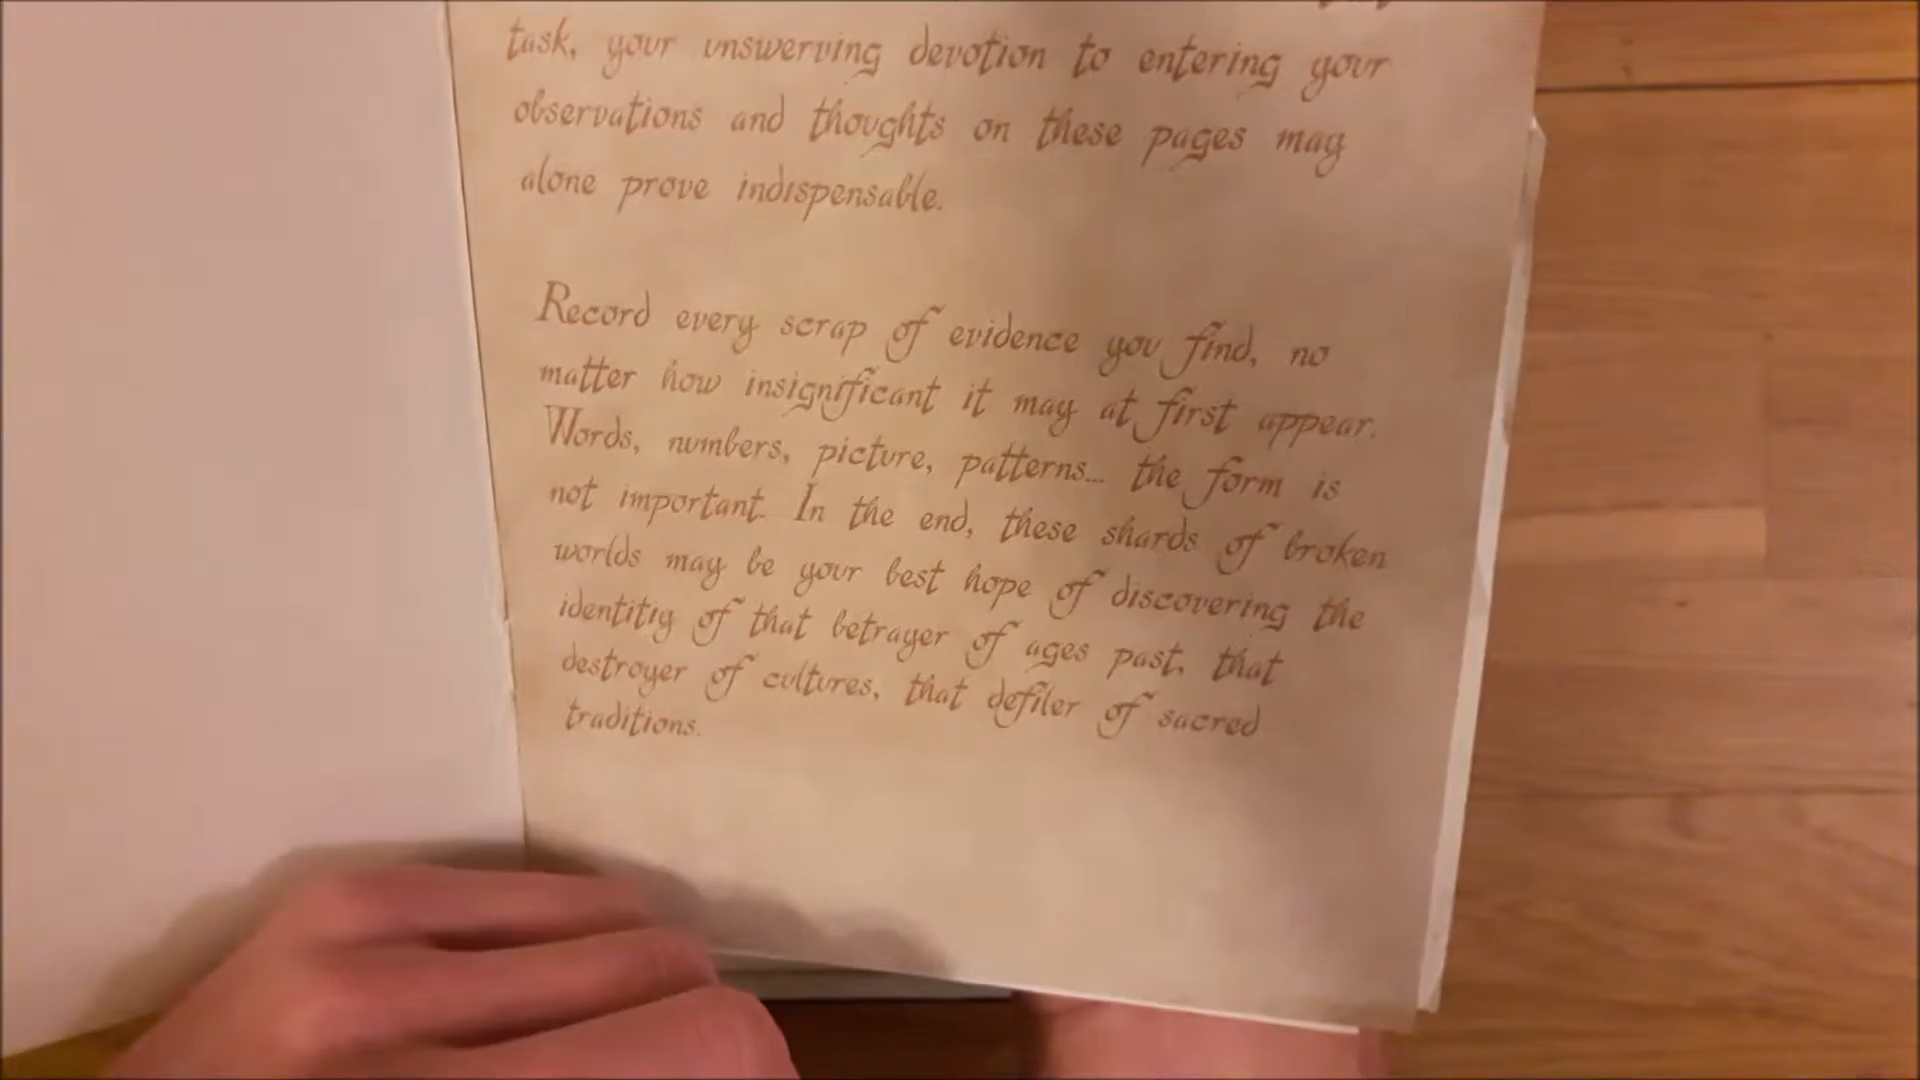 task, your unswerving devotion to entering your
observations and thoughts on these pages may
alone prove indispensable.
Record every scrap of evidence you find, no
matter how insignificant it may at first appear.
Words, numbers, picture, patterns... the form is
not important. In the end, these shards of broken
worlds may be your best hope of discovering the
identitiy of that betrayer of ages past, that
destroyer of cultures, that defiler of sacred
traditions.